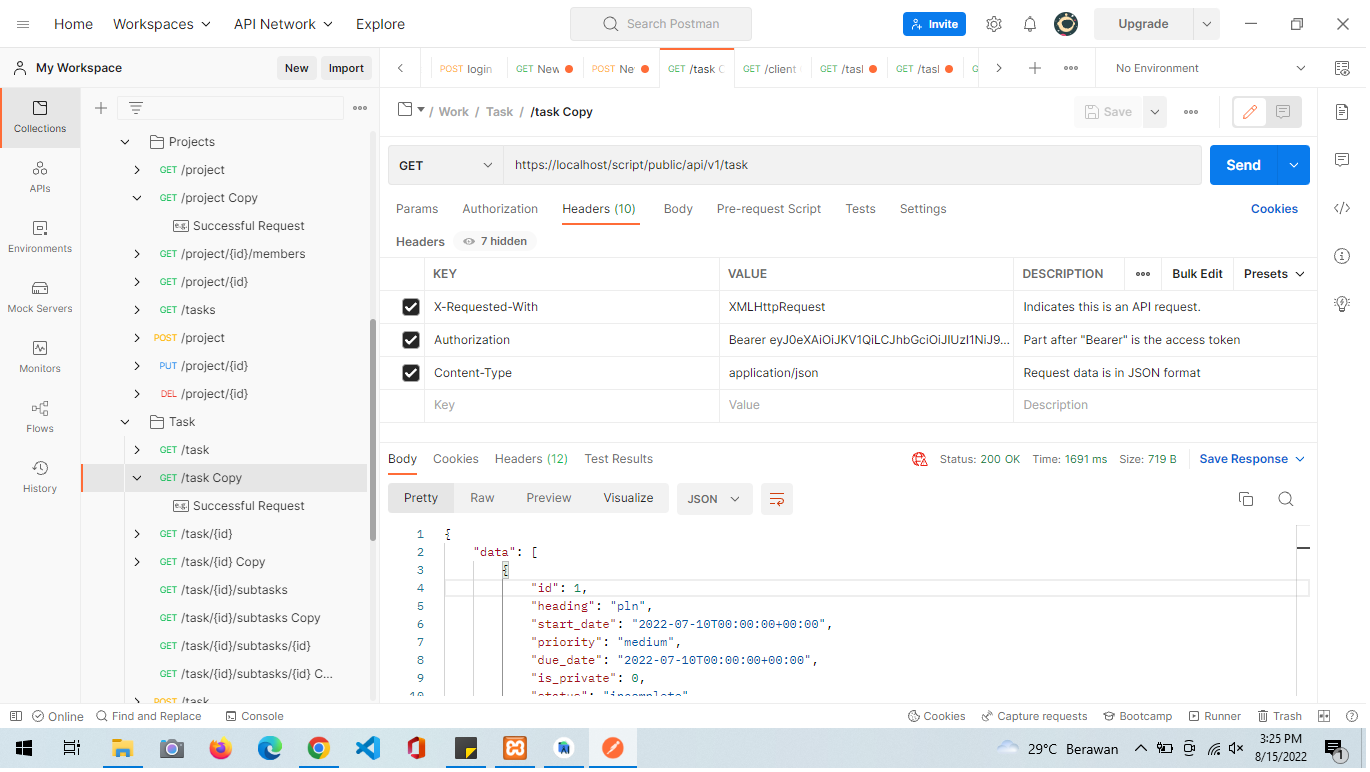 Home Workspaces API Network Explore Search Postman Invite Upgrade
My Workspace New Import POST login GET New POST Ne GET /task C GET /client GET /tasl GET /tasl G No Environment
Collections
APIs
Environments
Mock Servers
Monitors
Flows
History
Projects
GET /project
GET /project Copy
e.g. Successful Request
GET /project/{id}/members
GET /project/{id}
GET /tasks
POST /project
PUT /project/{id}
DEL /project/{id}
Task
GET /task
GET /task Copy
e.g. Successful Request
GET /task/{id}
GET /task/{id} Copy
GET /task/{id}/subtasks
GET /task/{id}/subtasks Copy
GET /task/{id}/subtasks/{id}
GET /task/{id}/subtasks/{id} C...
POST /task
/ Work / Task / /task Copy Save
GET https://localhost/script/public/api/v1/task Send
Params Authorization Headers (10) Body Pre-request Script Tests Settings Cookies
Headers 7 hidden
KEY VALUE DESCRIPTION Bulk Edit Presets
X-Requested-With XMLHttpRequest Indicates this is an API request.
Authorization Bearer eyJ0eXAiOiJKV1QiLCJhbGciOiJIUzI1NiJ9... Part after "Bearer" is the access token
Content-Type application/json Request data is in JSON format
Key Value Description
Body Cookies Headers (12) Test Results Status: 200 OK Time: 1691 ms Size: 719 B Save Response
Pretty Raw Preview Visualize JSON
1 {
2 "data": [
3 {
4 "id": 1,
5 "heading": "pln",
6 "start_date": "2022-07-10T00:00:00+00:00",
7 "priority": "medium",
8 "due_date": "2022-07-10T00:00:00+00:00",
9 "is_private": 0,
10 "status": "incomplete"
Online Find and Replace Console Cookies Capture requests Bootcamp Runner Trash
29°C Berawan 3:25 PM
8/15/2022
1